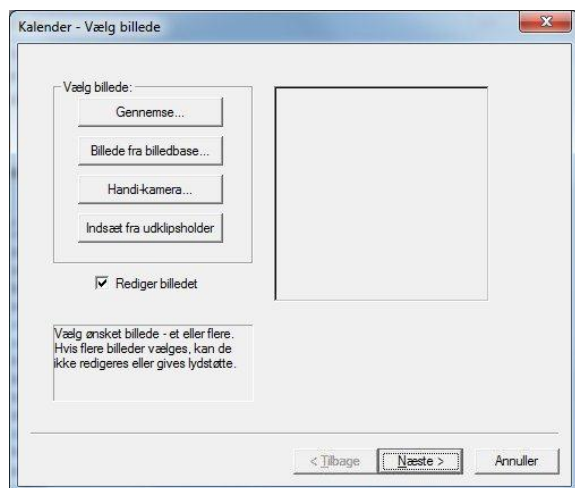 Kalender - Vælg billede
Vælg billede:
Gennemse...
Billede fra billedbase...
Handi-kamera...
Indsæt fra udklipsholder
Rediger billedet
Vælg ønsket billede - et eller flere.
Hvis flere billeder vælges, kan de
ikke redigeres eller gives lydstøtte.
< Tilbage
Næste >
Annuller